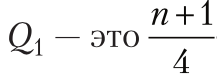 Q₁ — это (n + 1)/4